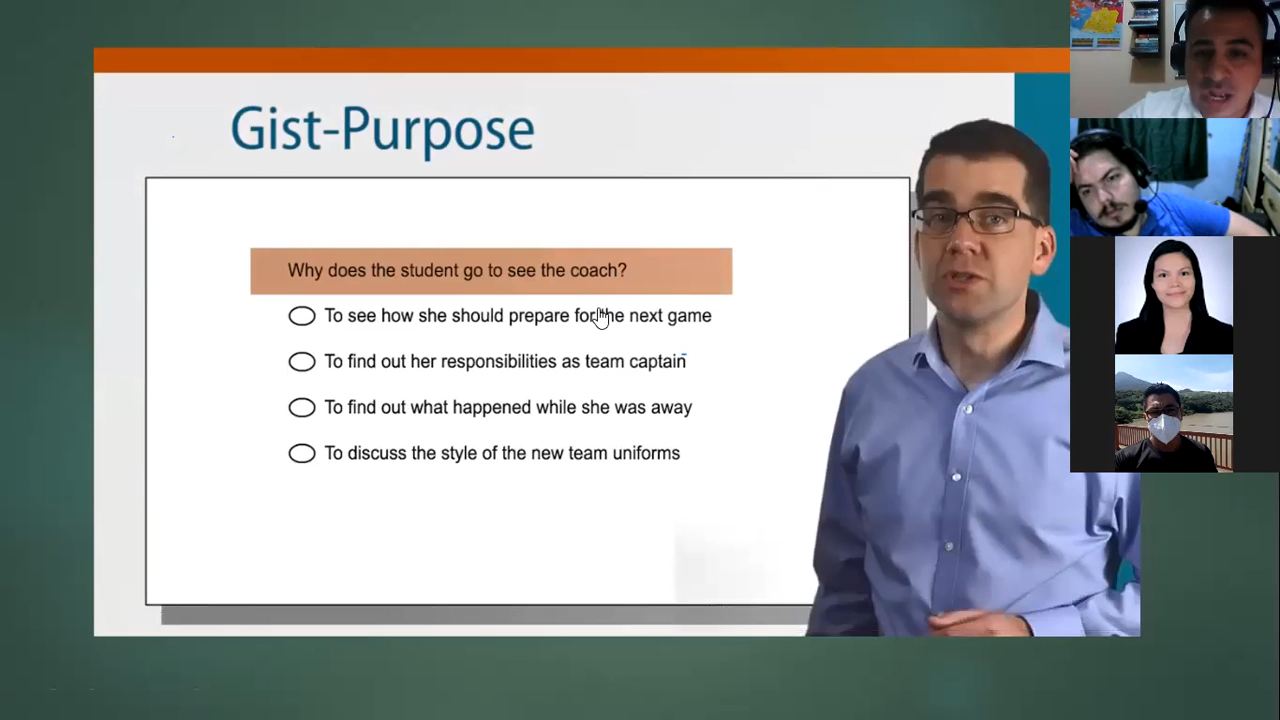 Gist-Purpose
Why does the student go to see the coach?
To see how she should prepare for the next game
To find out her responsibilities as team captain
To find out what happened while she was away
To discuss the style of the new team uniforms